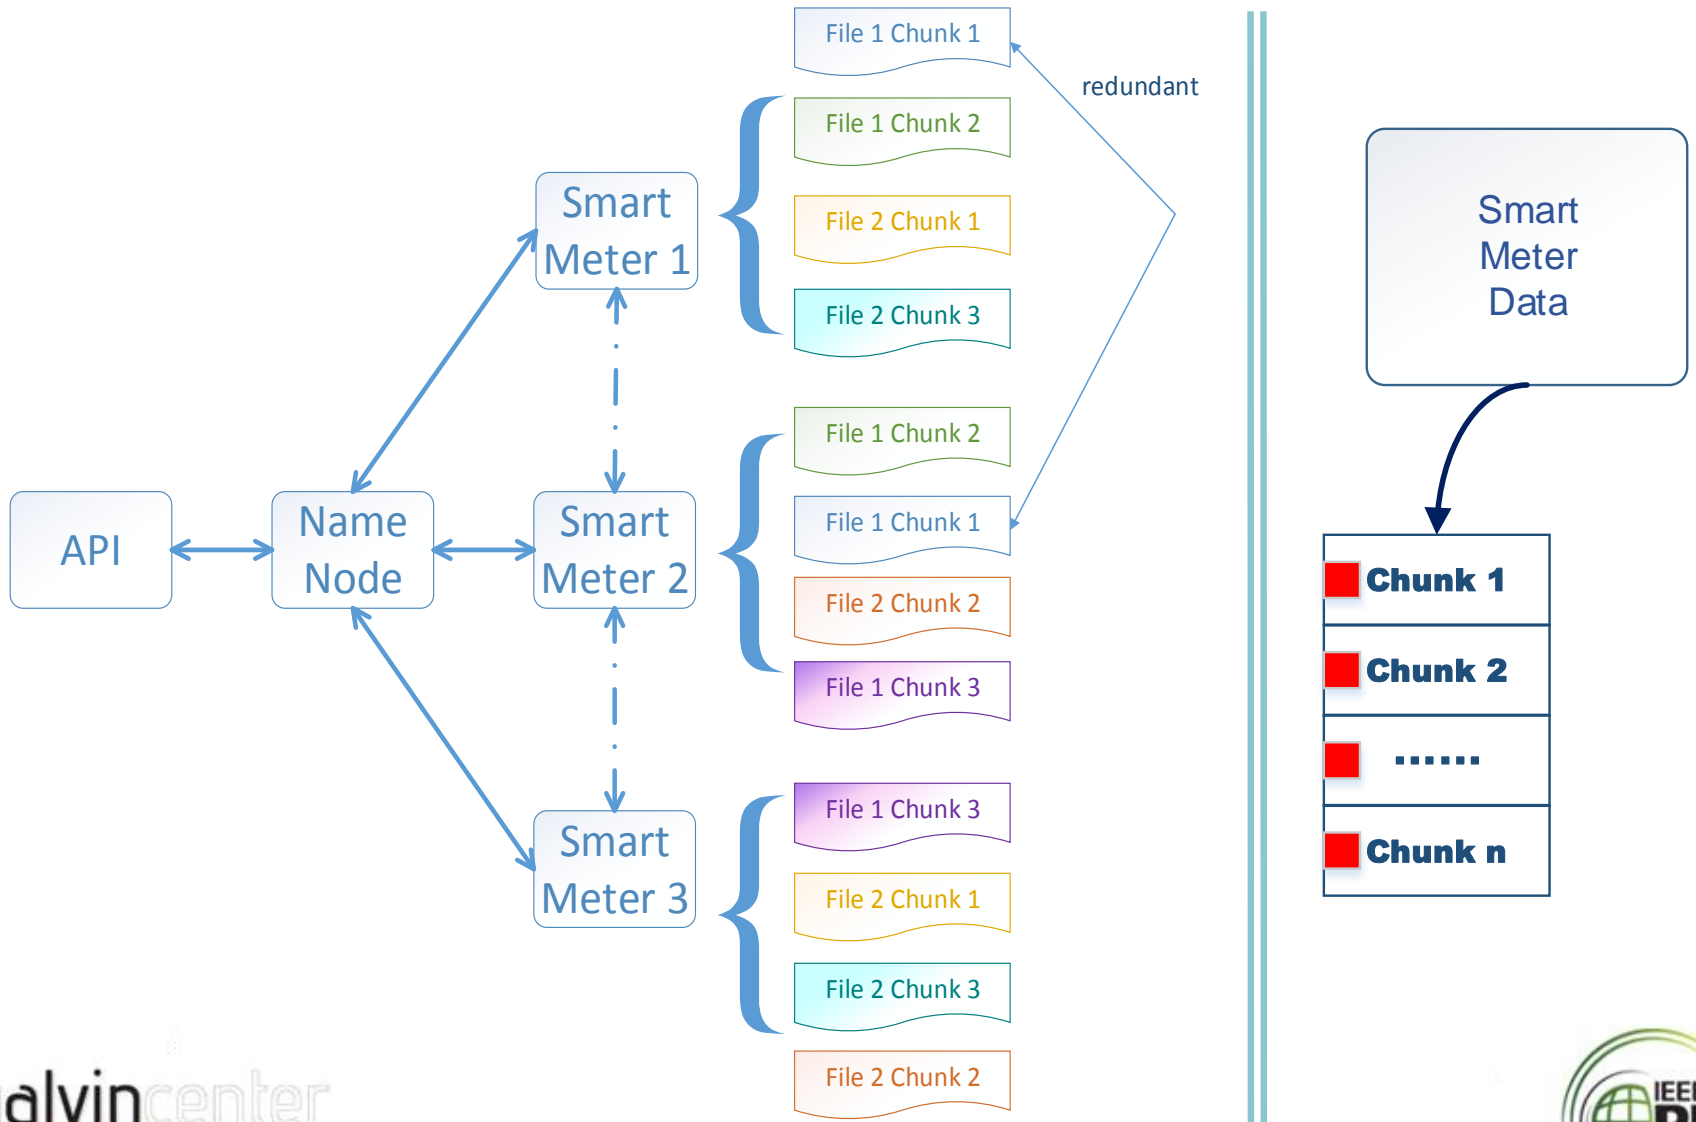 File 1 Chunk 1
redundant
File 1 Chunk 2
Smart
Meter 1
File 2 Chunk 1
File 2 Chunk 3
File 1 Chunk 2
API
Name
Node
Smart
Meter 2
File 1 Chunk 1
File 2 Chunk 2
File 1 Chunk 3
Smart
Meter 3
File 1 Chunk 3
File 2 Chunk 1
File 2 Chunk 3
File 2 Chunk 2
Smart
Meter
Data
Chunk 1
Chunk 2
......
Chunk n
alvincenter
IEEE